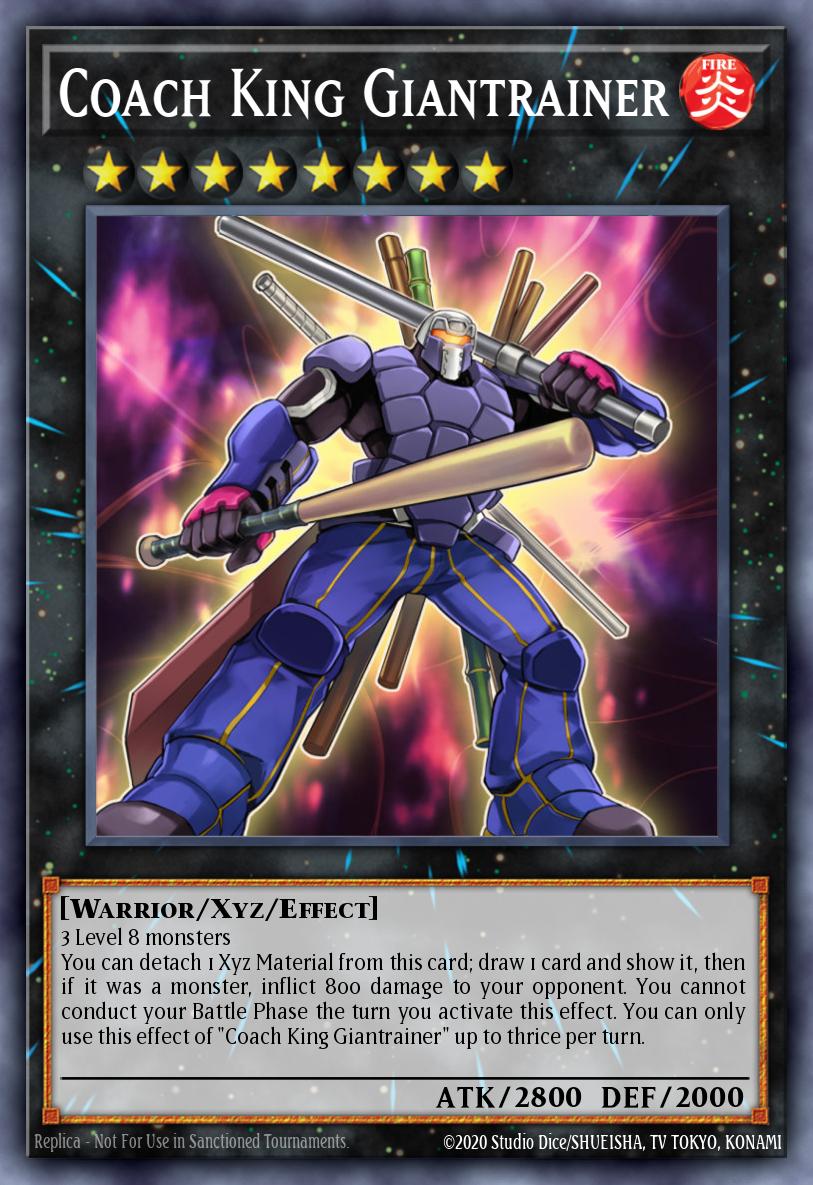 Coach King Giantrainer
FIRE
炎
[Warrior/Xyz/Effect]
3 Level 8 monsters
You can detach 1 Xyz Material from this card; draw 1 card and show it, then
if it was a monster, inflict 800 damage to your opponent. You cannot
conduct your Battle Phase the turn you activate this effect. You can only
use this effect of "Coach King Giantrainer" up to thrice per turn.
ATK/2800 DEF/2000
Replica - Not For Use in Sanctioned Tournaments.
©2020 Studio Dice/SHUEISHA, TV TOKYO, KONAMI